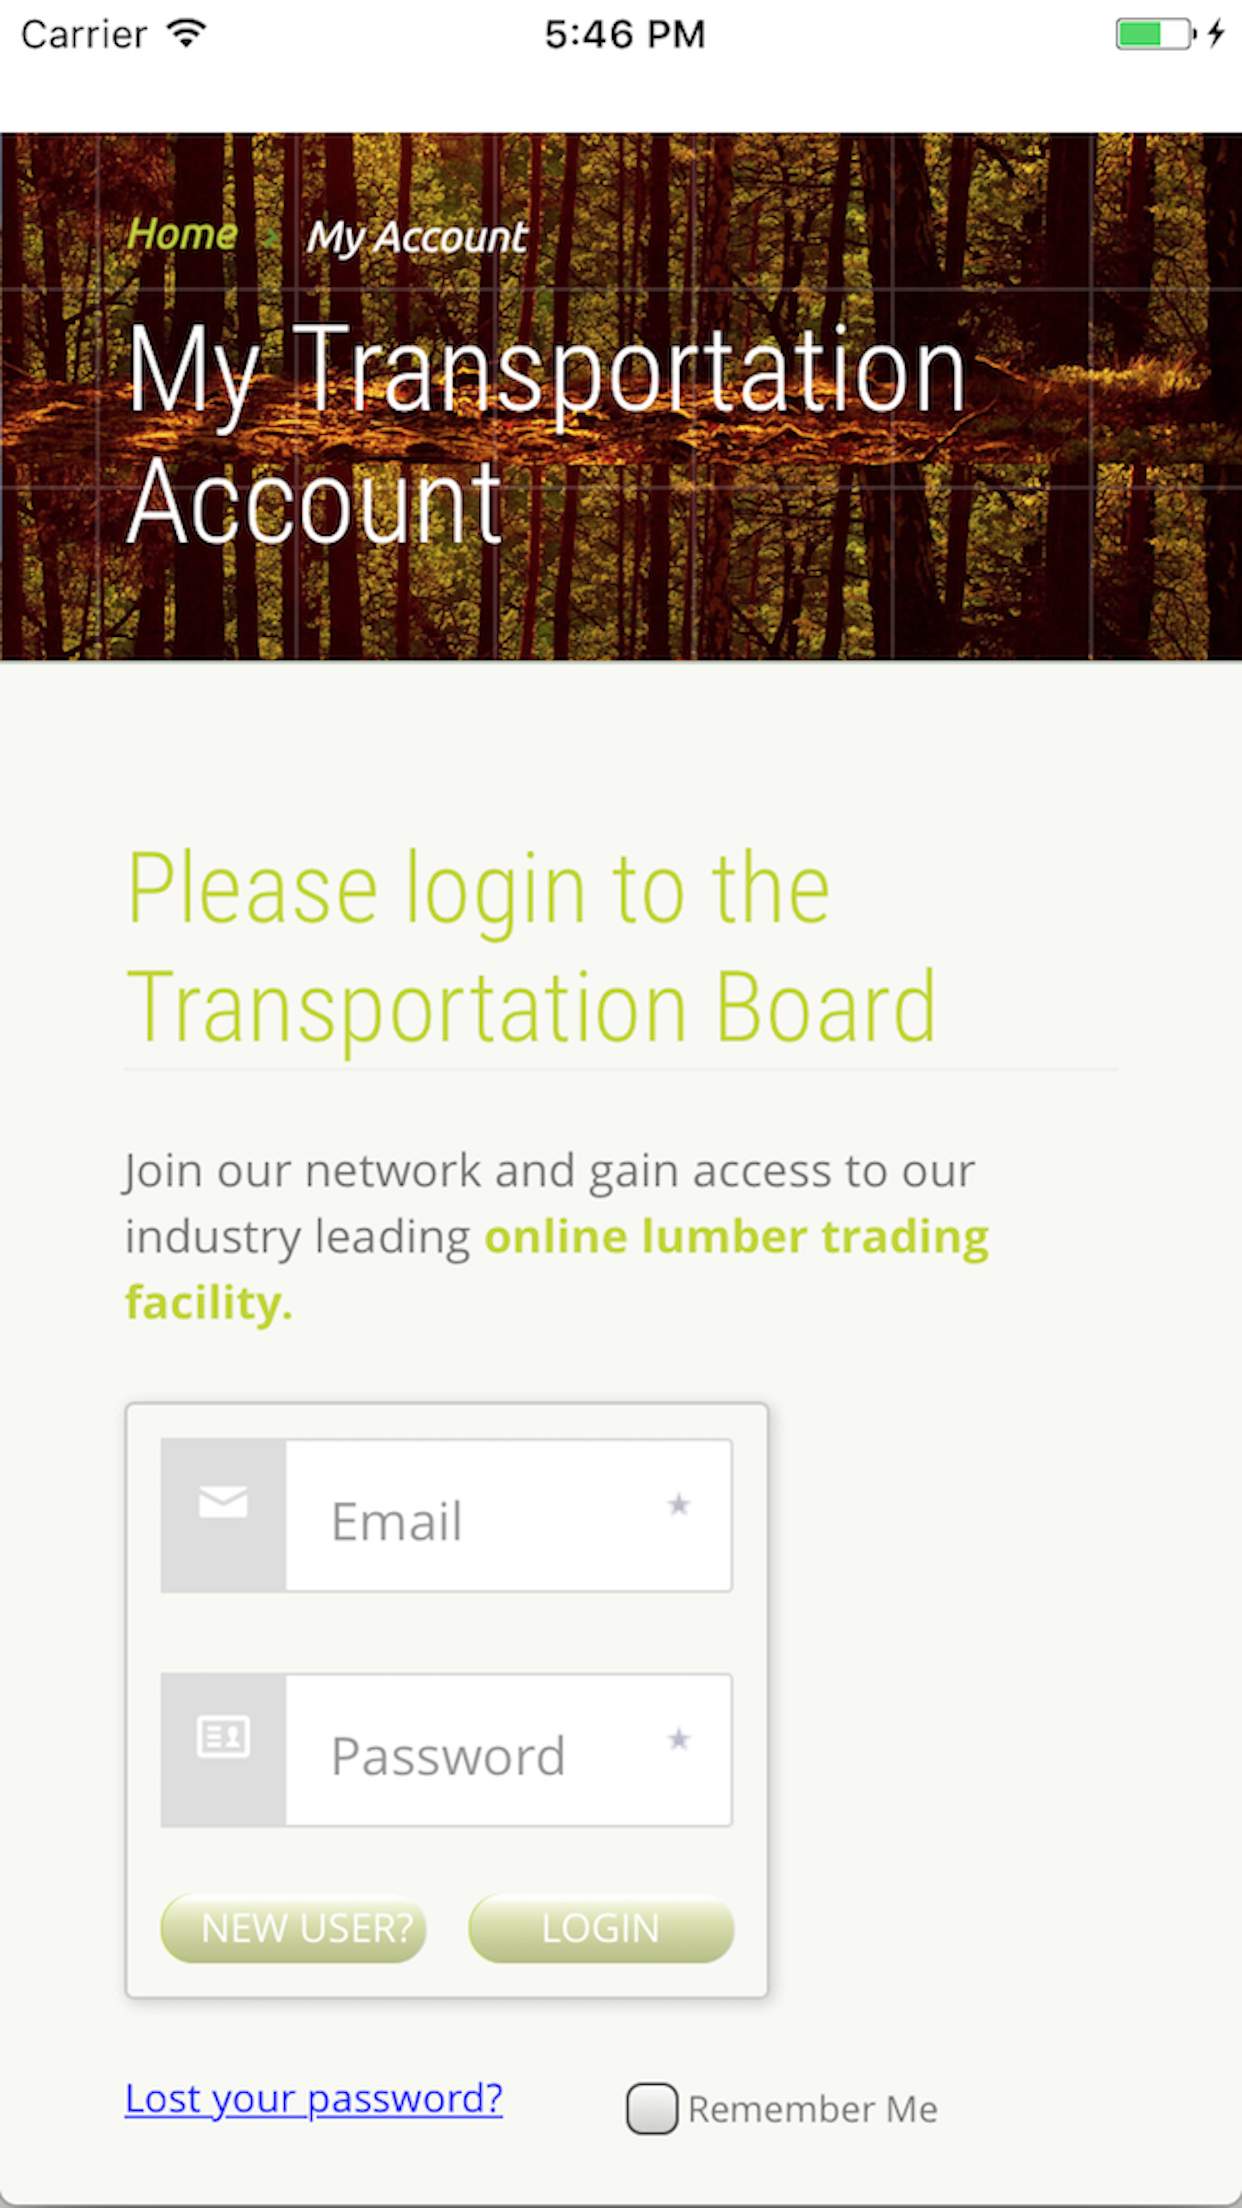 Carrier 5:46 PM
Home > My Account
My Transportation
Account
Please login to the
Transportation Board
Join our network and gain access to our
industry leading online lumber trading
facility.
Email
Password
NEW USER? LOGIN
Lost your password? Remember Me